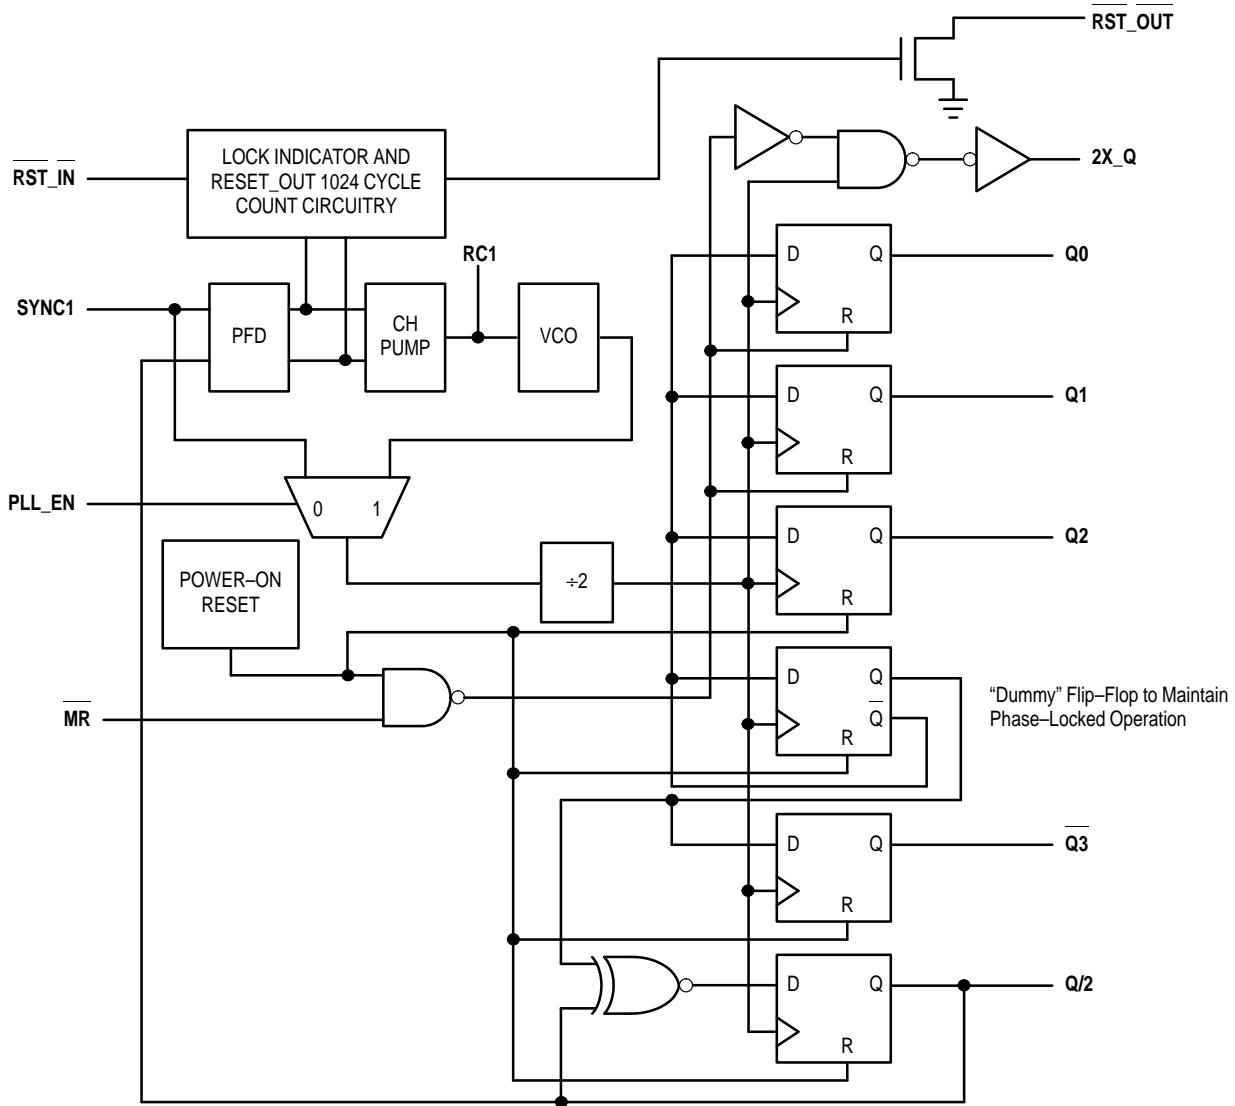 RST_OUT
LOCK INDICATOR AND
RESET_OUT 1024 CYCLE
COUNT CIRCUITRY
RST_IN
2X_Q
D Q
Q0
R
RC1
SYNC1
PFD
CH
PUMP
VCO
D Q
Q1
R
PLL_EN
0 1
D Q
Q2
R
POWER–ON
RESET
÷2
D Q
Q
R
“Dummy” Flip–Flop to Maintain
Phase–Locked Operation
MR
D Q
Q3
R
D Q
Q/2
R